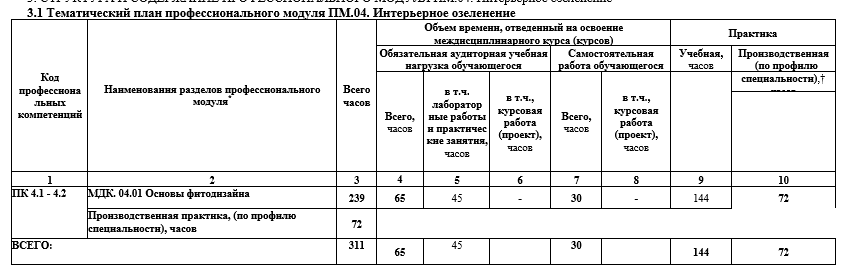 3.1 Тематический план профессионального модуля ПМ.04. Интерьерное озеленение
Код профессиона льных компетенций
Наименования разделов профессионального модуля*
Всего часов
Объем времени, отведенный на освоение междисциплинарного курса (курсов)
Практика
Обязательная аудиторная учебная нагрузка обучающегося
Самостоятельная работа обучающегося
Учебная, часов
Производственная (по профилю специальности),†
Всего, часов
в т.ч. лаборатор ные работы и практичес кие занятия, часов
в т.ч., курсовая работа (проект), часов
Всего, часов
в т.ч., курсовая работа (проект), часов
1 2 3 4 5 6 7 8 9 10
ПК 4.1 - 4.2 МДК. 04.01 Основы фитодизайна 239 65 45 - 30 - 144 72
Производственная практика, (по профилю специальности), часов 72
ВСЕГО: 311 65 45 30 144 72